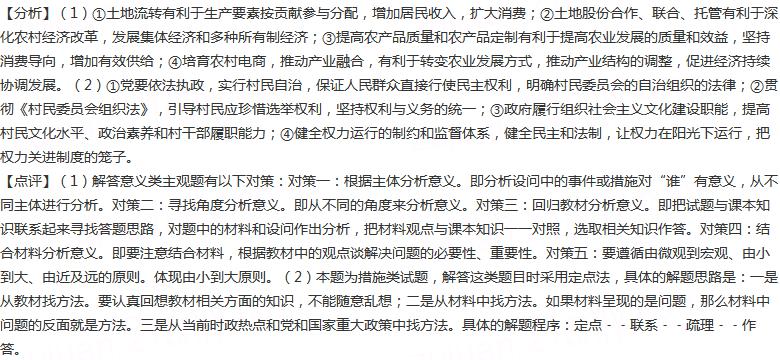 【分析】（1）①土地流转有利于生产要素按贡献参与分配，增加居民收入，扩大消费；②土地股份合作、联合、托管有利于深
化农村经济改革，发展集体经济和多种所有制经济；③提高农产品质量和农产品定制有利于提高农业发展的质量和效益，坚持
消费导向，增加有效供给；④培育农村电商，推动产业融合，有利于转变农业发展方式，推动产业结构的调整，促进经济持续
协调发展。（2）①党要依法执政，实行村民自治，保证人民群众直接行使民主权利，明确村民委员会的自治组织的法律；②贯
彻《村民委员会组织法》，引导村民应珍惜选举权利，坚持权利与义务的统一；③政府履行组织社会主义文化建设职能，提高
村民文化水平、政治素养和村干部履职能力；④健全权力运行的制约和监督体系，健全民主和法制，让权力在阳光下运行，把
权力关进制度的笼子。
【点评】（1）解答意义类主观题有以下对策：对策一：根据主体分析意义。即分析设问中的事件或措施对“谁”有意义，从不
同主体进行分析。对策二：寻找角度分析意义。即从不同的角度来分析意义。对策三：回归教材分析意义。即把试题与课本知
识联系起来寻找答题思路，对题中的材料和设问作出分析，把材料观点与课本知识一一对照，选取相关知识作答。对策四：结
合材料分析意义。即要注意结合材料，根据教材中的观点谈解决问题的必要性、重要性。对策五：要遵循由微观到宏观、由小
到大、由近及远的原则。体现由小到大原则。（2）本题为措施类试题，解答这类题目时采用定点法，具体的解题思路是：一是
从教材找方法。要认真回想教材相关方面的知识，不能随意乱想；二是从材料中找方法。如果材料呈现的是问题，那么材料中
问题的反面就是方法。三是从当前时政热点和党和国家重大政策中找方法。具体的解题程序：定点--联系--疏理--作
答。